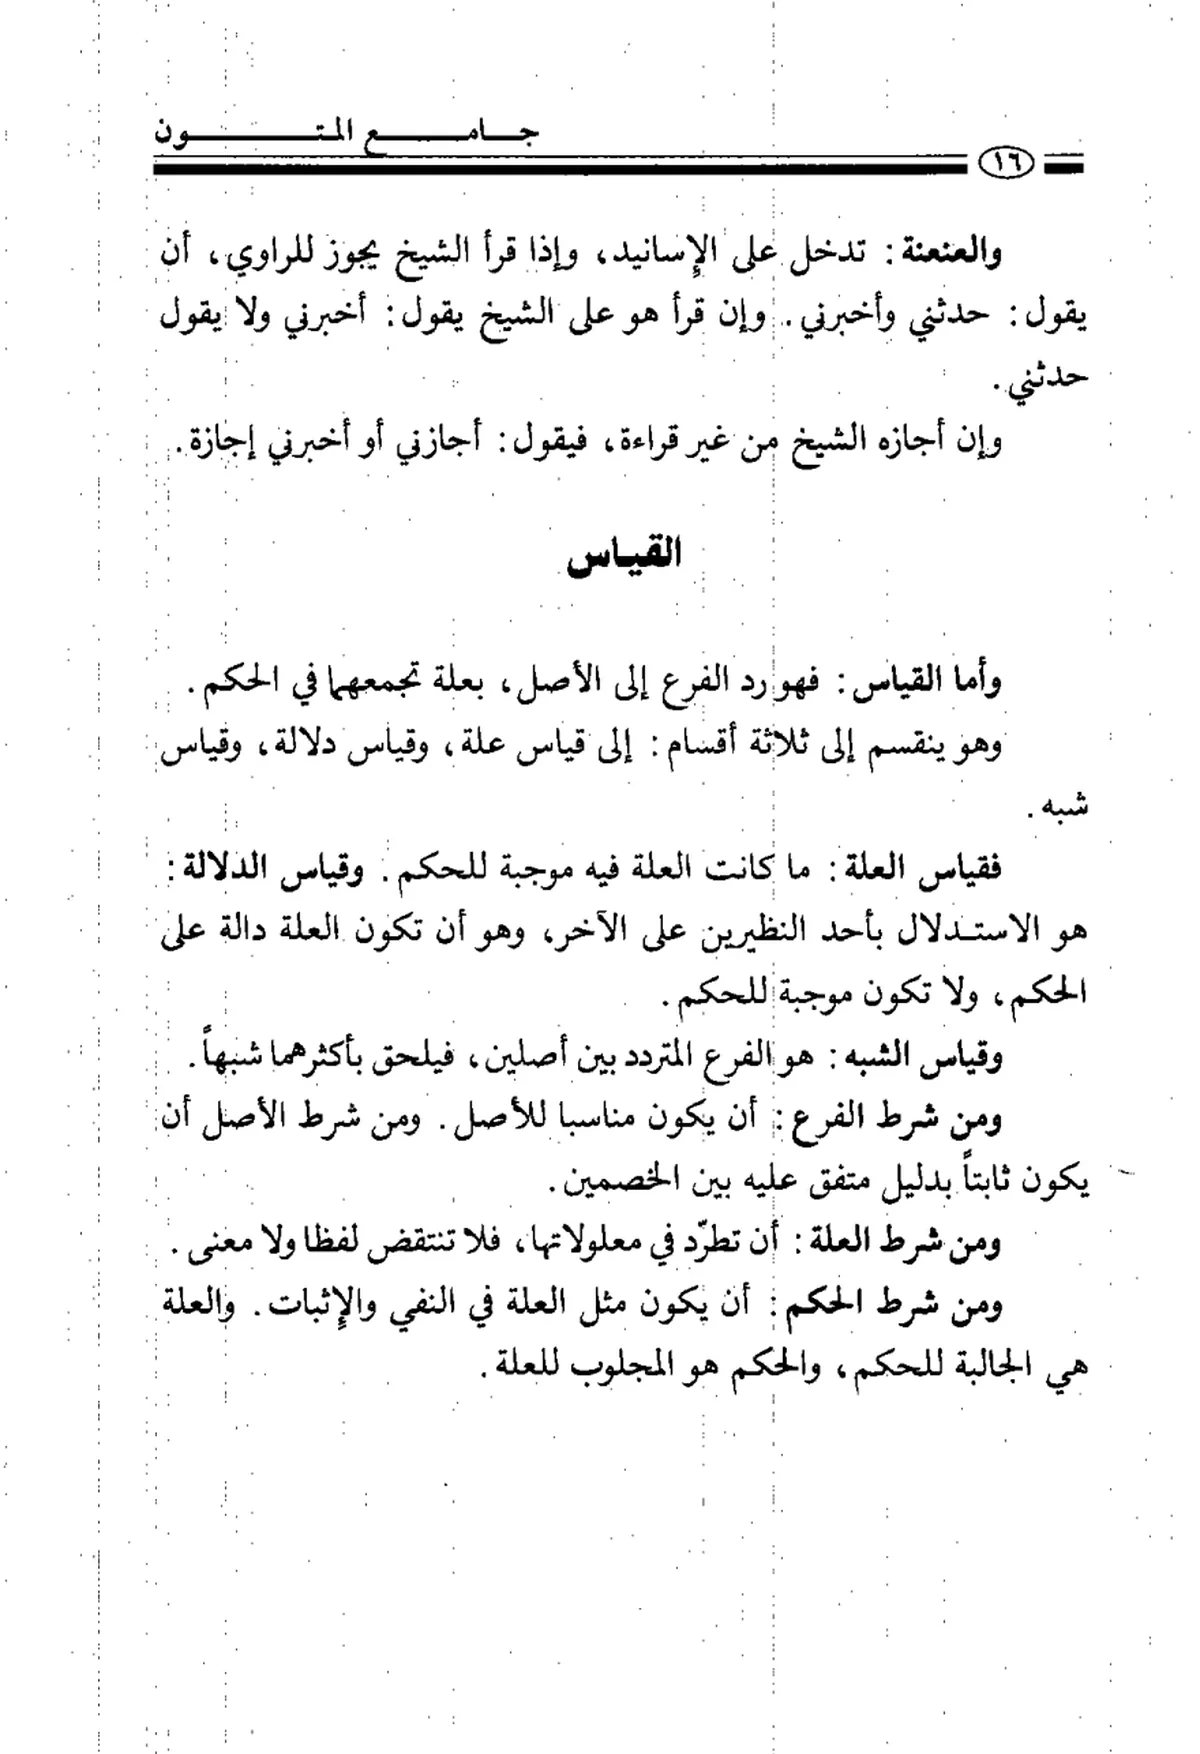 جامع المتون
١٦
والعنعنة: تدخل على الإسانيد، وإذا قرأ الشيخ يجوز للراوي، أن
يقول: حدثني وأخبرني. وإن قرأ هو على الشيخ يقول: أخبرني ولا يقول
حدثني.
وإن أجازه الشيخ من غير قراءة، فيقول: أجازني أو أخبرني إجازة.
القياس
وأما القياس: فهو رد الفرع إلى الأصل، بعلة تجمعهما في الحكم.
وهو ينقسم إلى ثلاثة أقسام: إلى قياس علة، وقياس دلالة، وقياس
شبه.
فقياس العلة: ما كانت العلة فيه موجبة للحكم. وقياس الدلالة:
هو الاستدلال بأحد النظيرين على الآخر، وهو أن تكون العلة دالة على
الحكم، ولا تكون موجبة للحكم.
وقياس الشبه: هو الفرع المتردد بين أصلين، فيلحق بأكثرهما شبهاً.
ومن شرط الفرع: أن يكون مناسبا للأصل. ومن شرط الأصل أن
يكون ثابتاً بدليل متفق عليه بين الخصمين.
ومن شرط العلة: أن تطرّد في معلولاتها، فلا تنتقض لفظا ولا معنى.
ومن شرط الحكم: أن يكون مثل العلة في النفي والإثبات. والعلة
هي الجالبة للحكم، والحكم هو المجلوب للعلة.